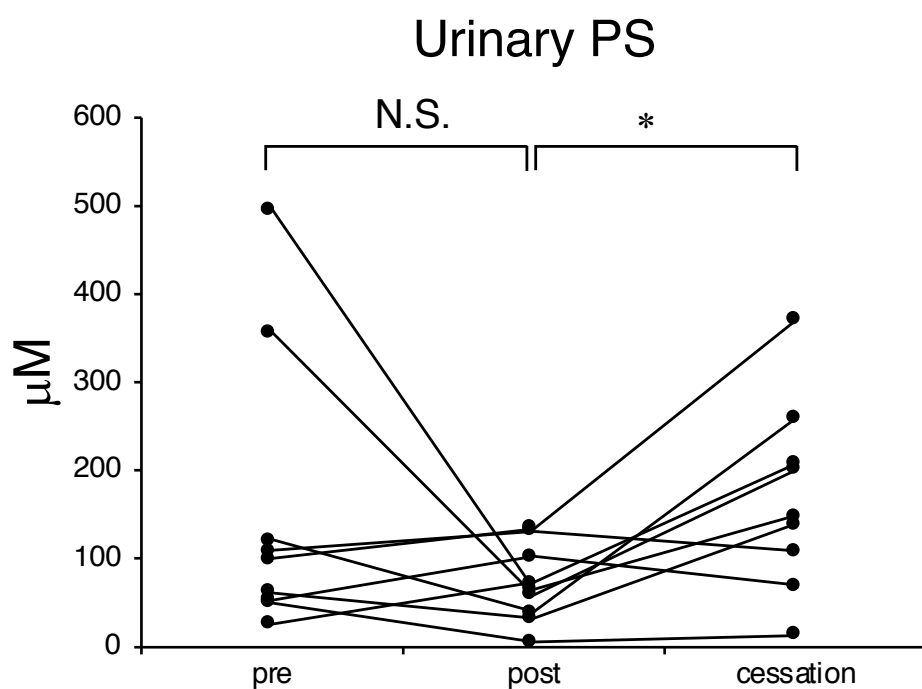 Urinary PS
N.S.
*
600
500
400
300
200
100
0
μM
pre
post
cessation